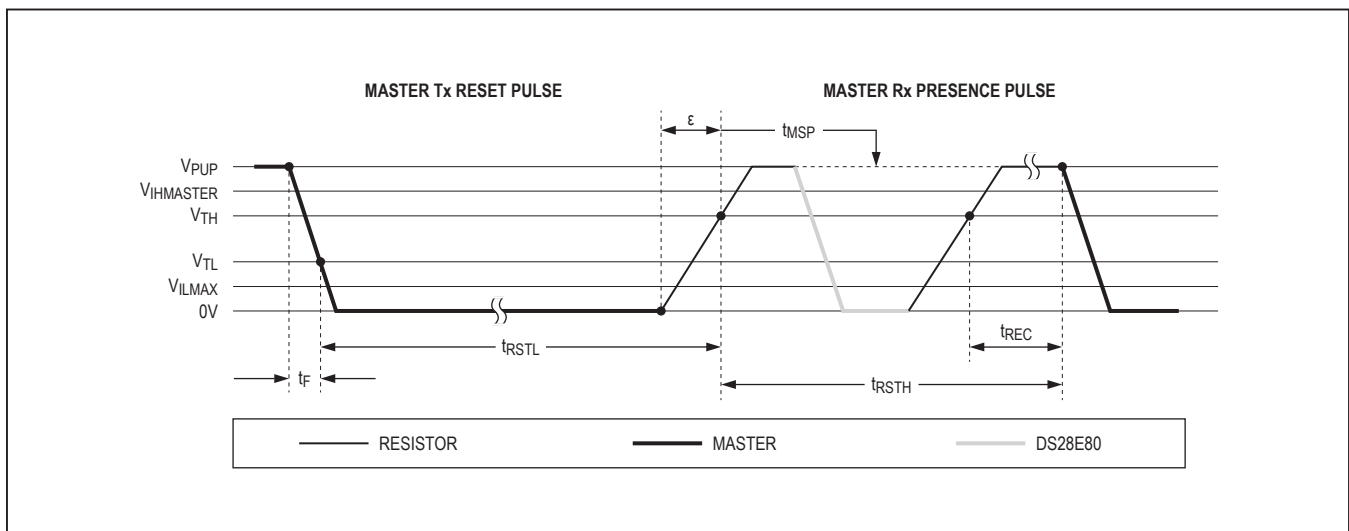 MASTER Tx RESET PULSE
MASTER Rx PRESENCE PULSE
ε
tMSP
VPUP
VIHMASTER
VTH
VTL
VILMAX
0V
tRSTL
tREC
tF
tRSTH
RESISTOR
MASTER
DS28E80